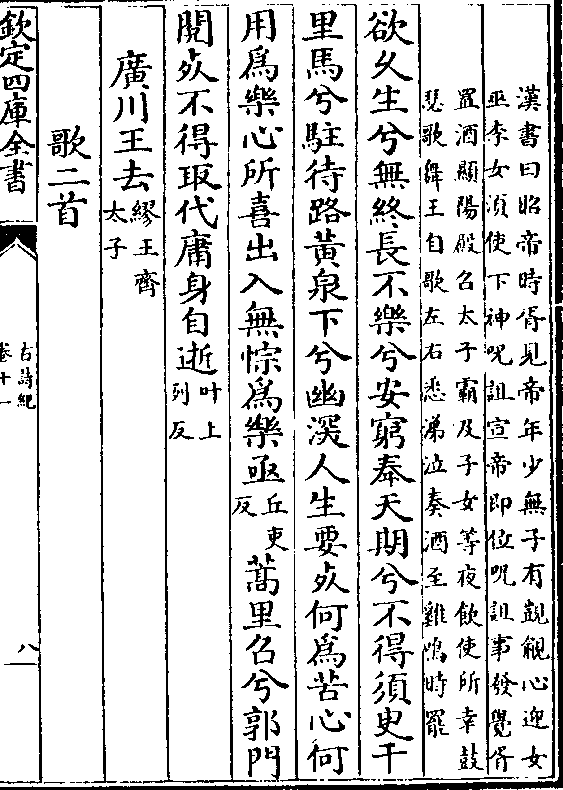 漢書曰昭帝時胥見帝年少無子有覬覦心迎女
巫李女須使下神呪詛宣帝即位呪詛事發覺胥
置酒顯陽殿召太子霸及子女等夜飲使所幸鼓
瑟歌舞王自歌左右悉涕泣奏酒至雞鳴時罷
欲久生兮無終長不樂兮安窮奉天期兮不得須臾千
里馬兮駐待路黃泉下兮幽深人生要死何爲苦心何
用爲樂心所喜出入無悰爲樂亟丘吏反蒿里召兮郭門
閱死不得取代庸身自逝叶上列反
廣川王去繆王齊太子
歌二首
欽定四庫全書
古詩紀
卷十一
八